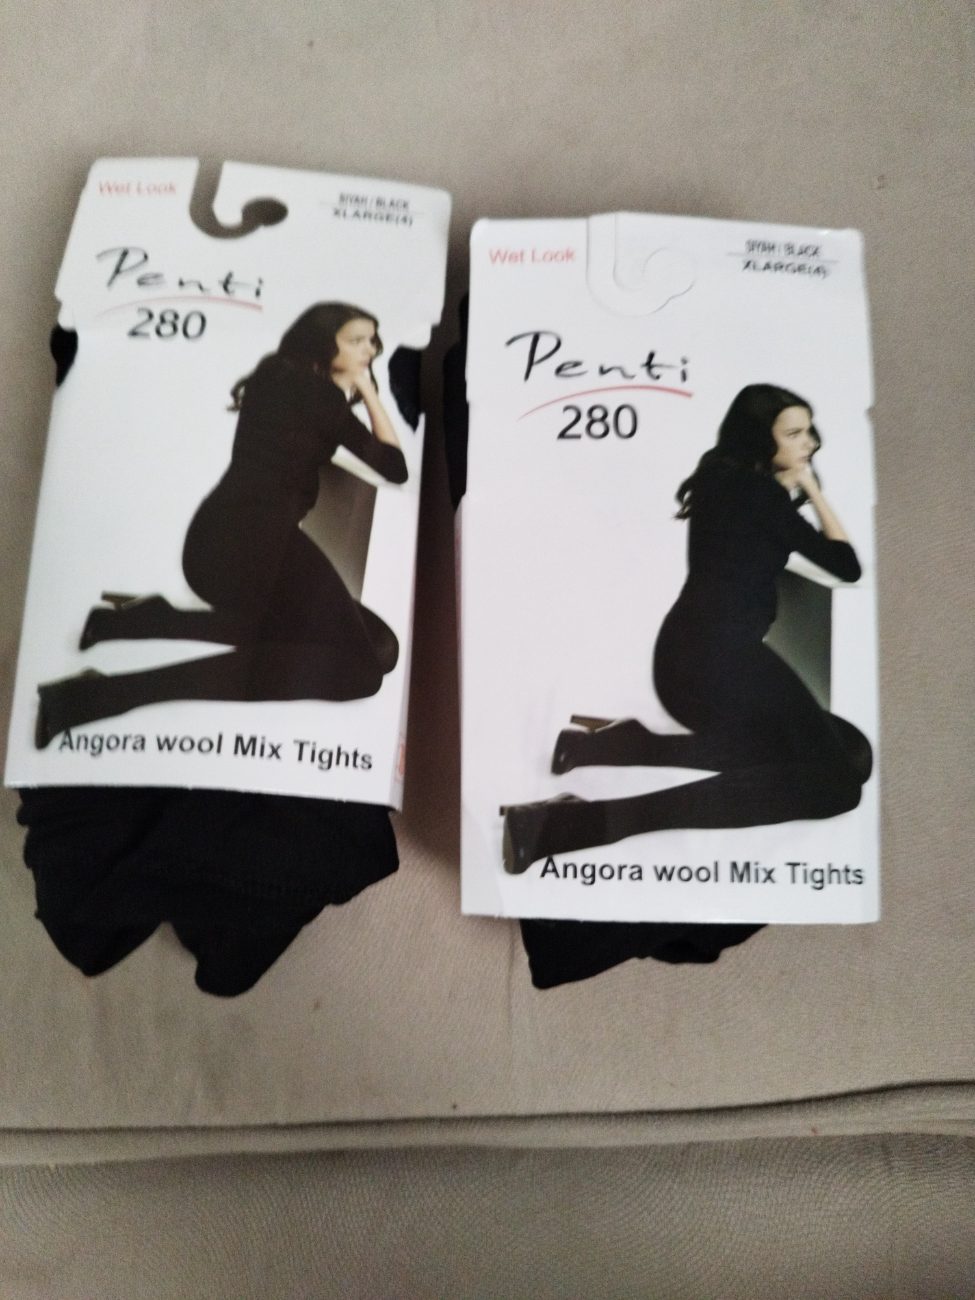 Wet Look
SIYAH / BLACK
XLARGE(4)
Penti
280
Angora wool Mix Tights
Wet Look
SIYAH / BLACK
XLARGE(4)
Penti
280
Angora wool Mix Tights